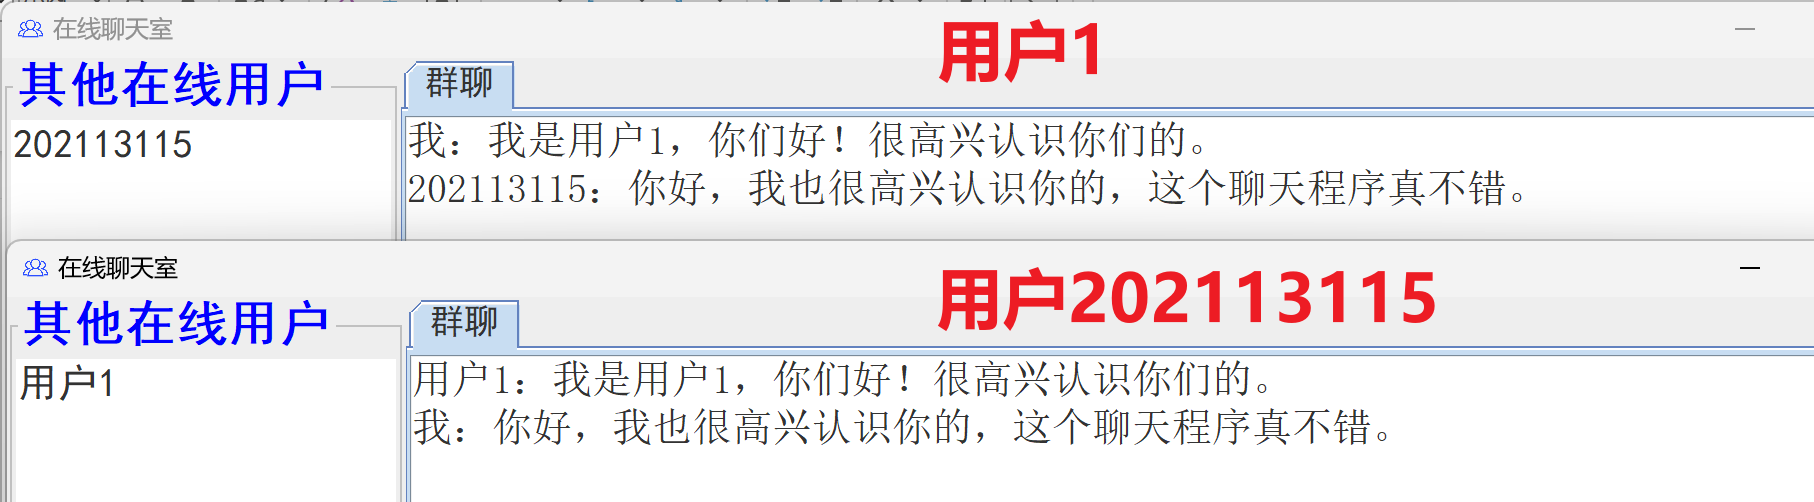 在线聊天室
用户1
其他在线用户
群聊
202113115
我：我是用户1，你们好！很高兴认识你们的。
202113115：你好，我也很高兴认识你的，这个聊天程序真不错。
在线聊天室
用户202113115
其他在线用户
群聊
用户1
用户1：我是用户1，你们好！很高兴认识你们的。
我：你好，我也很高兴认识你的，这个聊天程序真不错。